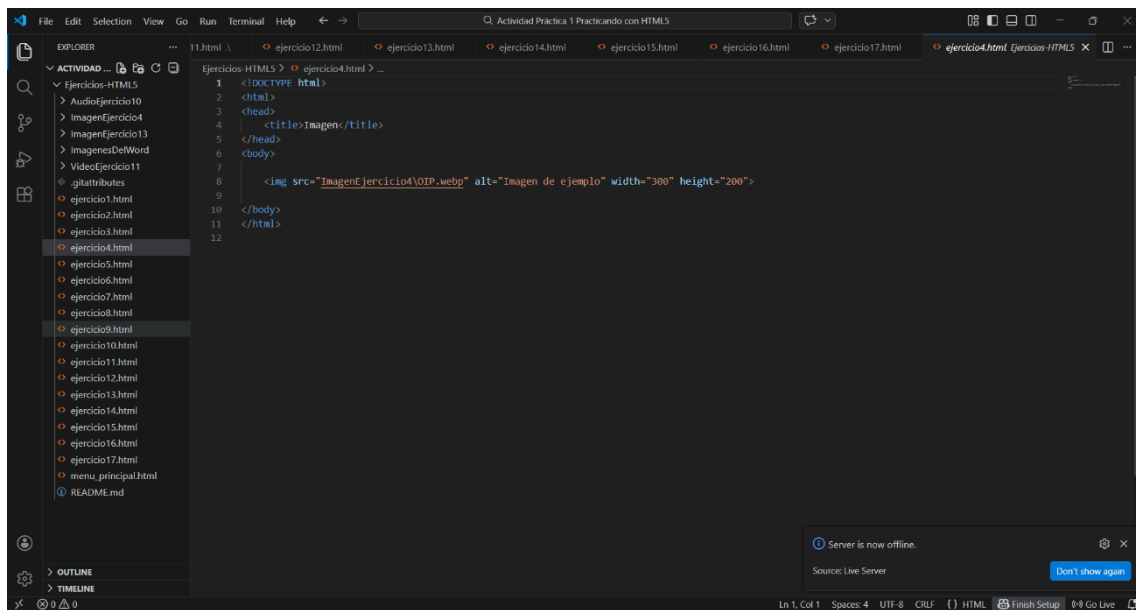 File Edit Selection View Go Run Terminal Help
Actividad Práctica 1 Practicando con HTML5
EXPLORER
11.html
ejercicio12.html
ejercicio13.html
ejercicio14.html
ejercicio15.html
ejercicio16.html
ejercicio17.html
ejercicio4.html Ejercicios-HTML5
ACTIVIDAD ...
Ejercicios-HTML5 > ejercicio4.html > ...
Ejercicios-HTML5
AudioEjercicio10
ImagenEjercicio4
ImagenEjercicio13
ImagenesDelWord
VideoEjercicio11
.gitattributes
ejercicio1.html
ejercicio2.html
ejercicio3.html
ejercicio4.html
ejercicio5.html
ejercicio6.html
ejercicio7.html
ejercicio8.html
ejercicio9.html
ejercicio10.html
ejercicio11.html
ejercicio12.html
ejercicio13.html
ejercicio14.html
ejercicio15.html
ejercicio16.html
ejercicio17.html
menu_principal.html
README.md
OUTLINE
TIMELINE
1 <!DOCTYPE html>
2 <html>
3 <head>
4 <title>Imagen</title>
5 </head>
6 <body>
7
8 <img src="ImagenEjercicio4\OIP.webp" alt="Imagen de ejemplo" width="300" height="200">
9
10 </body>
11 </html>
12
Server is now offline.
Source: Live Server
Don't show again
0 0
Ln 1, Col 1 Spaces: 4 UTF-8 CRLF {} HTML Finish Setup Go Live